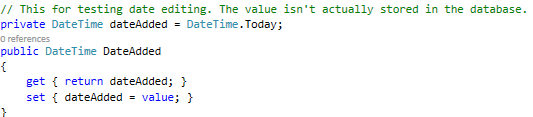 // This for testing date editing. The value isn't actually stored in the database.
private DateTime dateAdded = DateTime.Today;
0 references
public DateTime DateAdded
{
    get { return dateAdded; }
    set { dateAdded = value; }
}